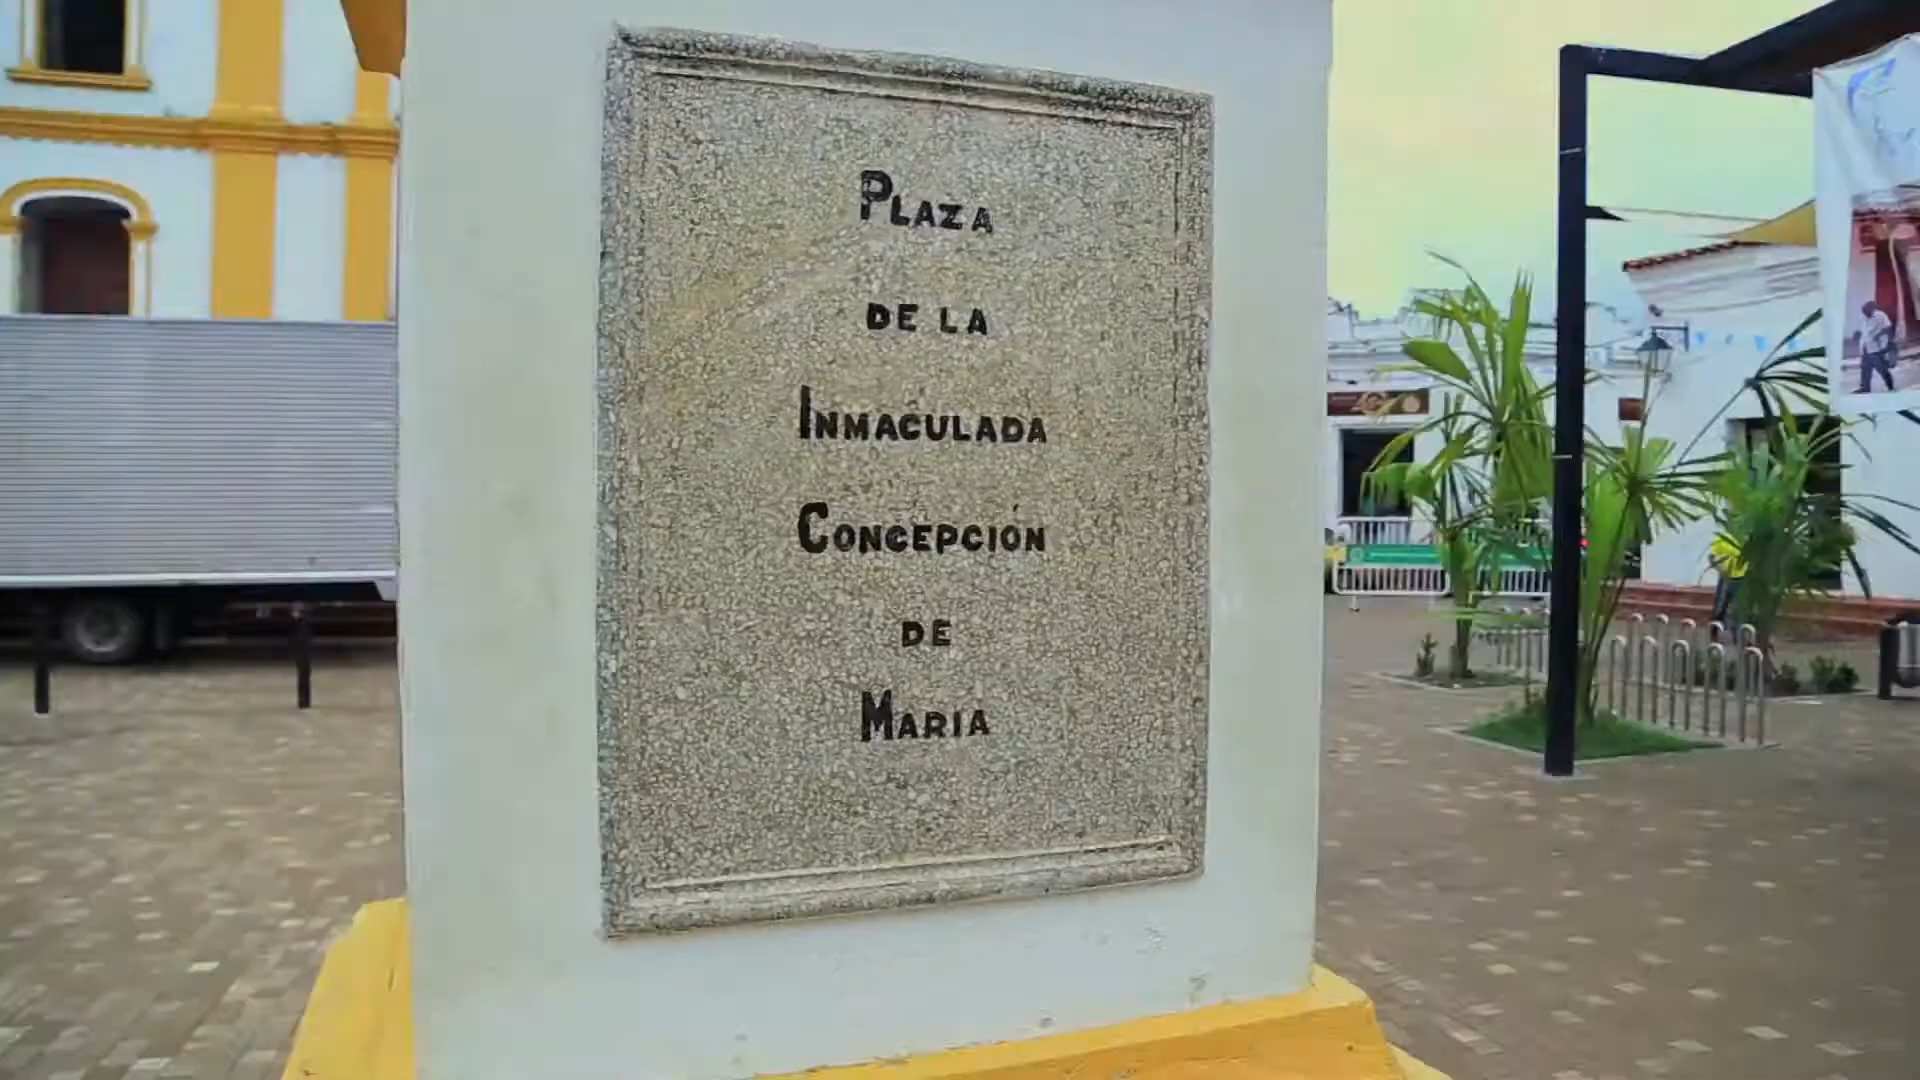 PLAZA
DE LA
INMACULADA
CONCEPCIÓN
DE
MARIA